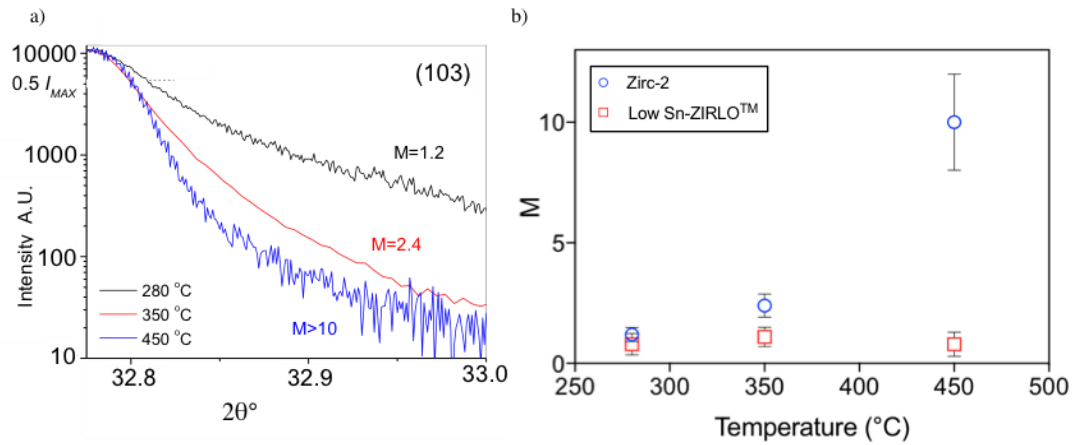 a)
10000
0.5 I_MAX
1000
100
10
Intensity A.U.
(103)
M=1.2
M=2.4
M>10
280 °C
350 °C
450 °C
32.8 32.9 33.0
2θ°
b)
Zirc-2
Low Sn-ZIRLO™
10
5
0
M
250 300 350 400 450 500
Temperature (°C)